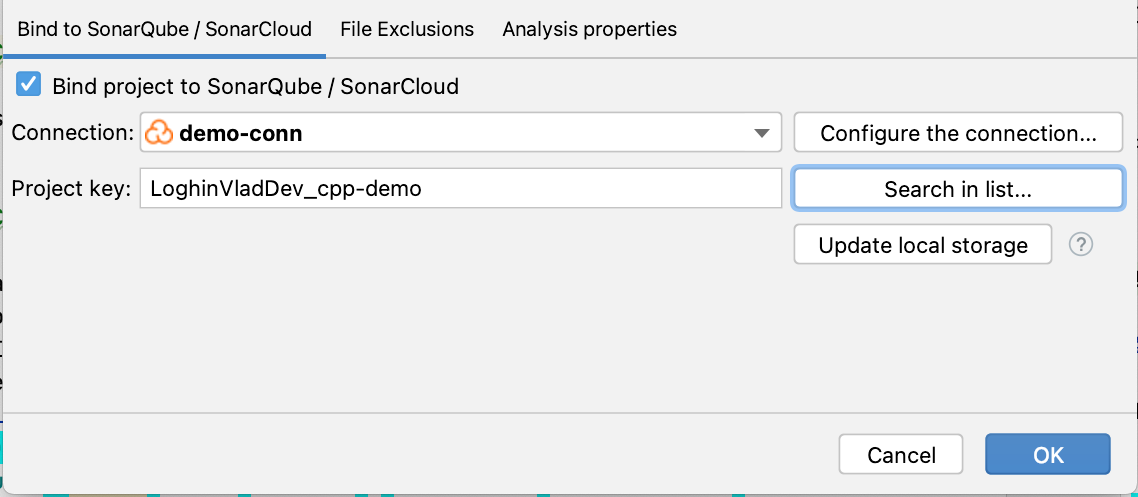 Bind to SonarQube / SonarCloud File Exclusions Analysis properties
Bind project to SonarQube / SonarCloud
Connection: demo-conn Configure the connection...
Project key: LoghinVladDev_cpp-demo Search in list...
Update local storage ?
Cancel OK